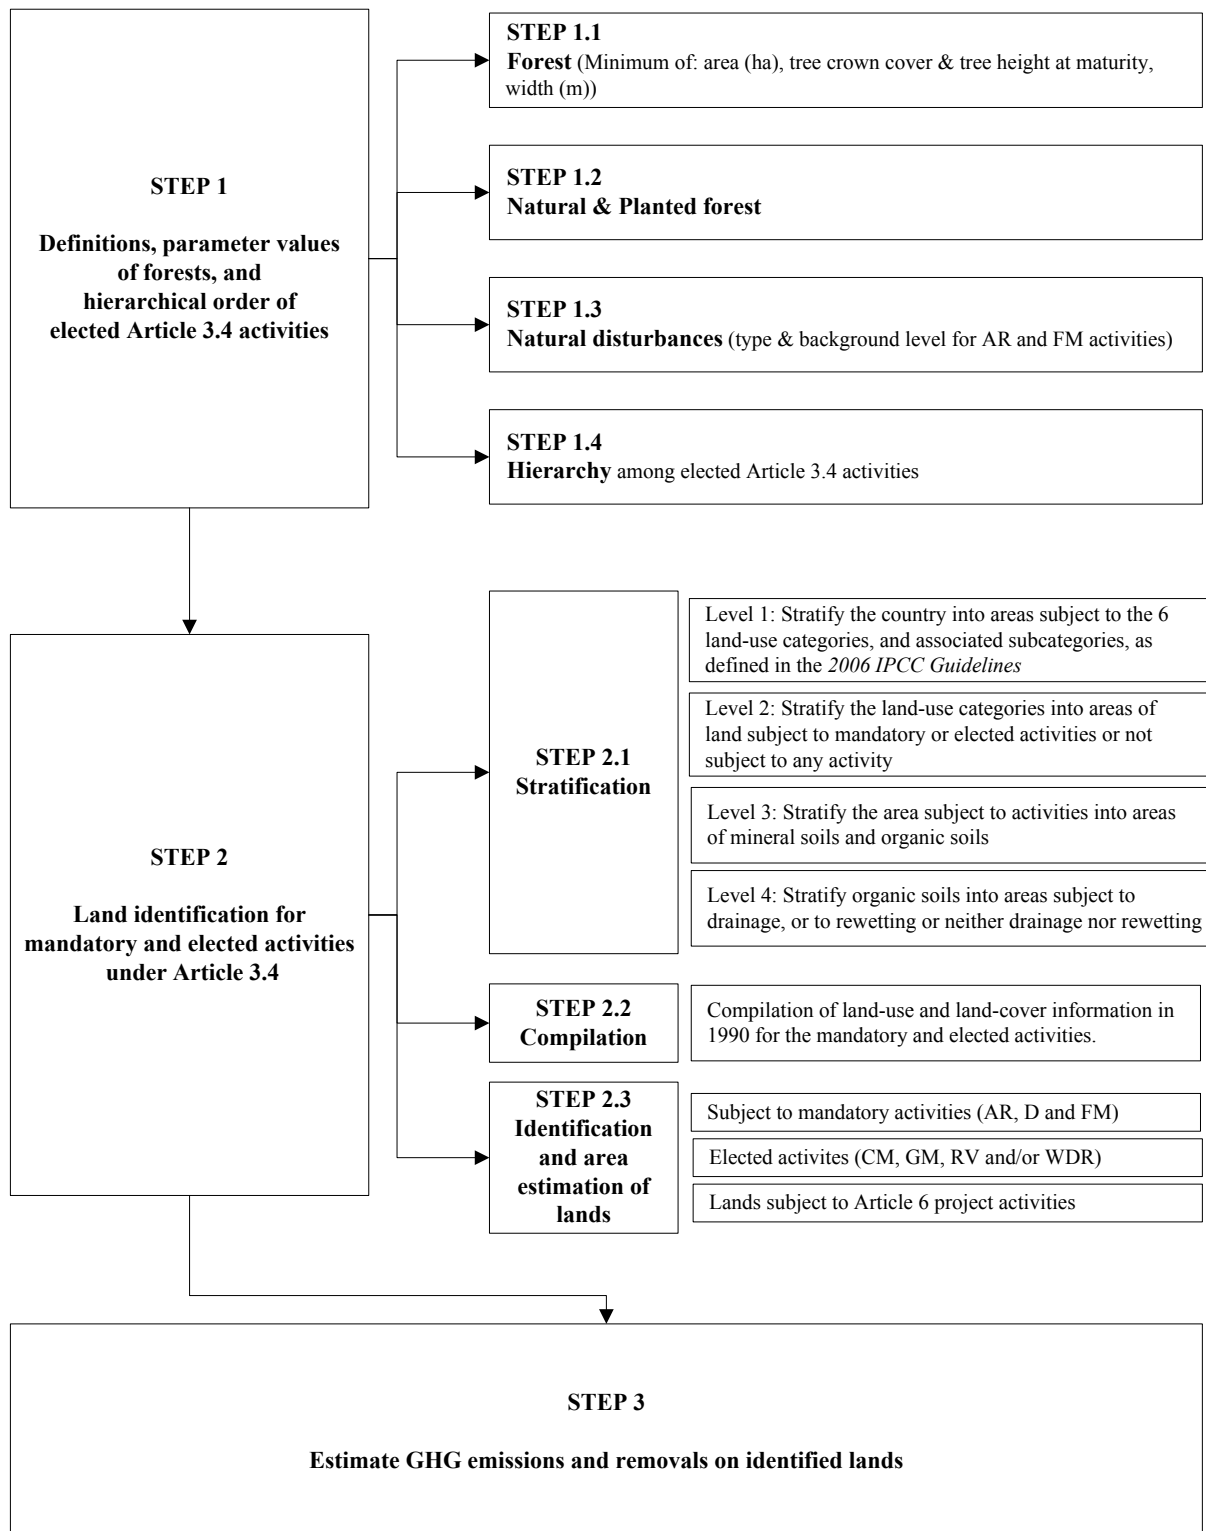 STEP 1
Definitions, parameter values
of forests, and
hierarchical order of
elected Article 3.4 activities
STEP 1.1
Forest (Minimum of: area (ha), tree crown cover & tree height at maturity,
width (m))
STEP 1.2
Natural & Planted forest
STEP 1.3
Natural disturbances (type & background level for AR and FM activities)
STEP 1.4
Hierarchy among elected Article 3.4 activities
STEP 2
Land identification for
mandatory and elected activities
under Article 3.4
STEP 2.1
Stratification
Level 1: Stratify the country into areas subject to the 6
land-use categories, and associated subcategories, as
defined in the 2006 IPCC Guidelines
Level 2: Stratify the land-use categories into areas of
land subject to mandatory or elected activities or not
subject to any activity
Level 3: Stratify the area subject to activities into areas
of mineral soils and organic soils
Level 4: Stratify organic soils into areas subject to
drainage, or to rewetting or neither drainage nor rewetting
STEP 2.2
Compilation
Compilation of land-use and land-cover information in
1990 for the mandatory and elected activities.
STEP 2.3
Identification
and area
estimation of
lands
Subject to mandatory activities (AR, D and FM)
Elected activites (CM, GM, RV and/or WDR)
Lands subject to Article 6 project activities
STEP 3
Estimate GHG emissions and removals on identified lands